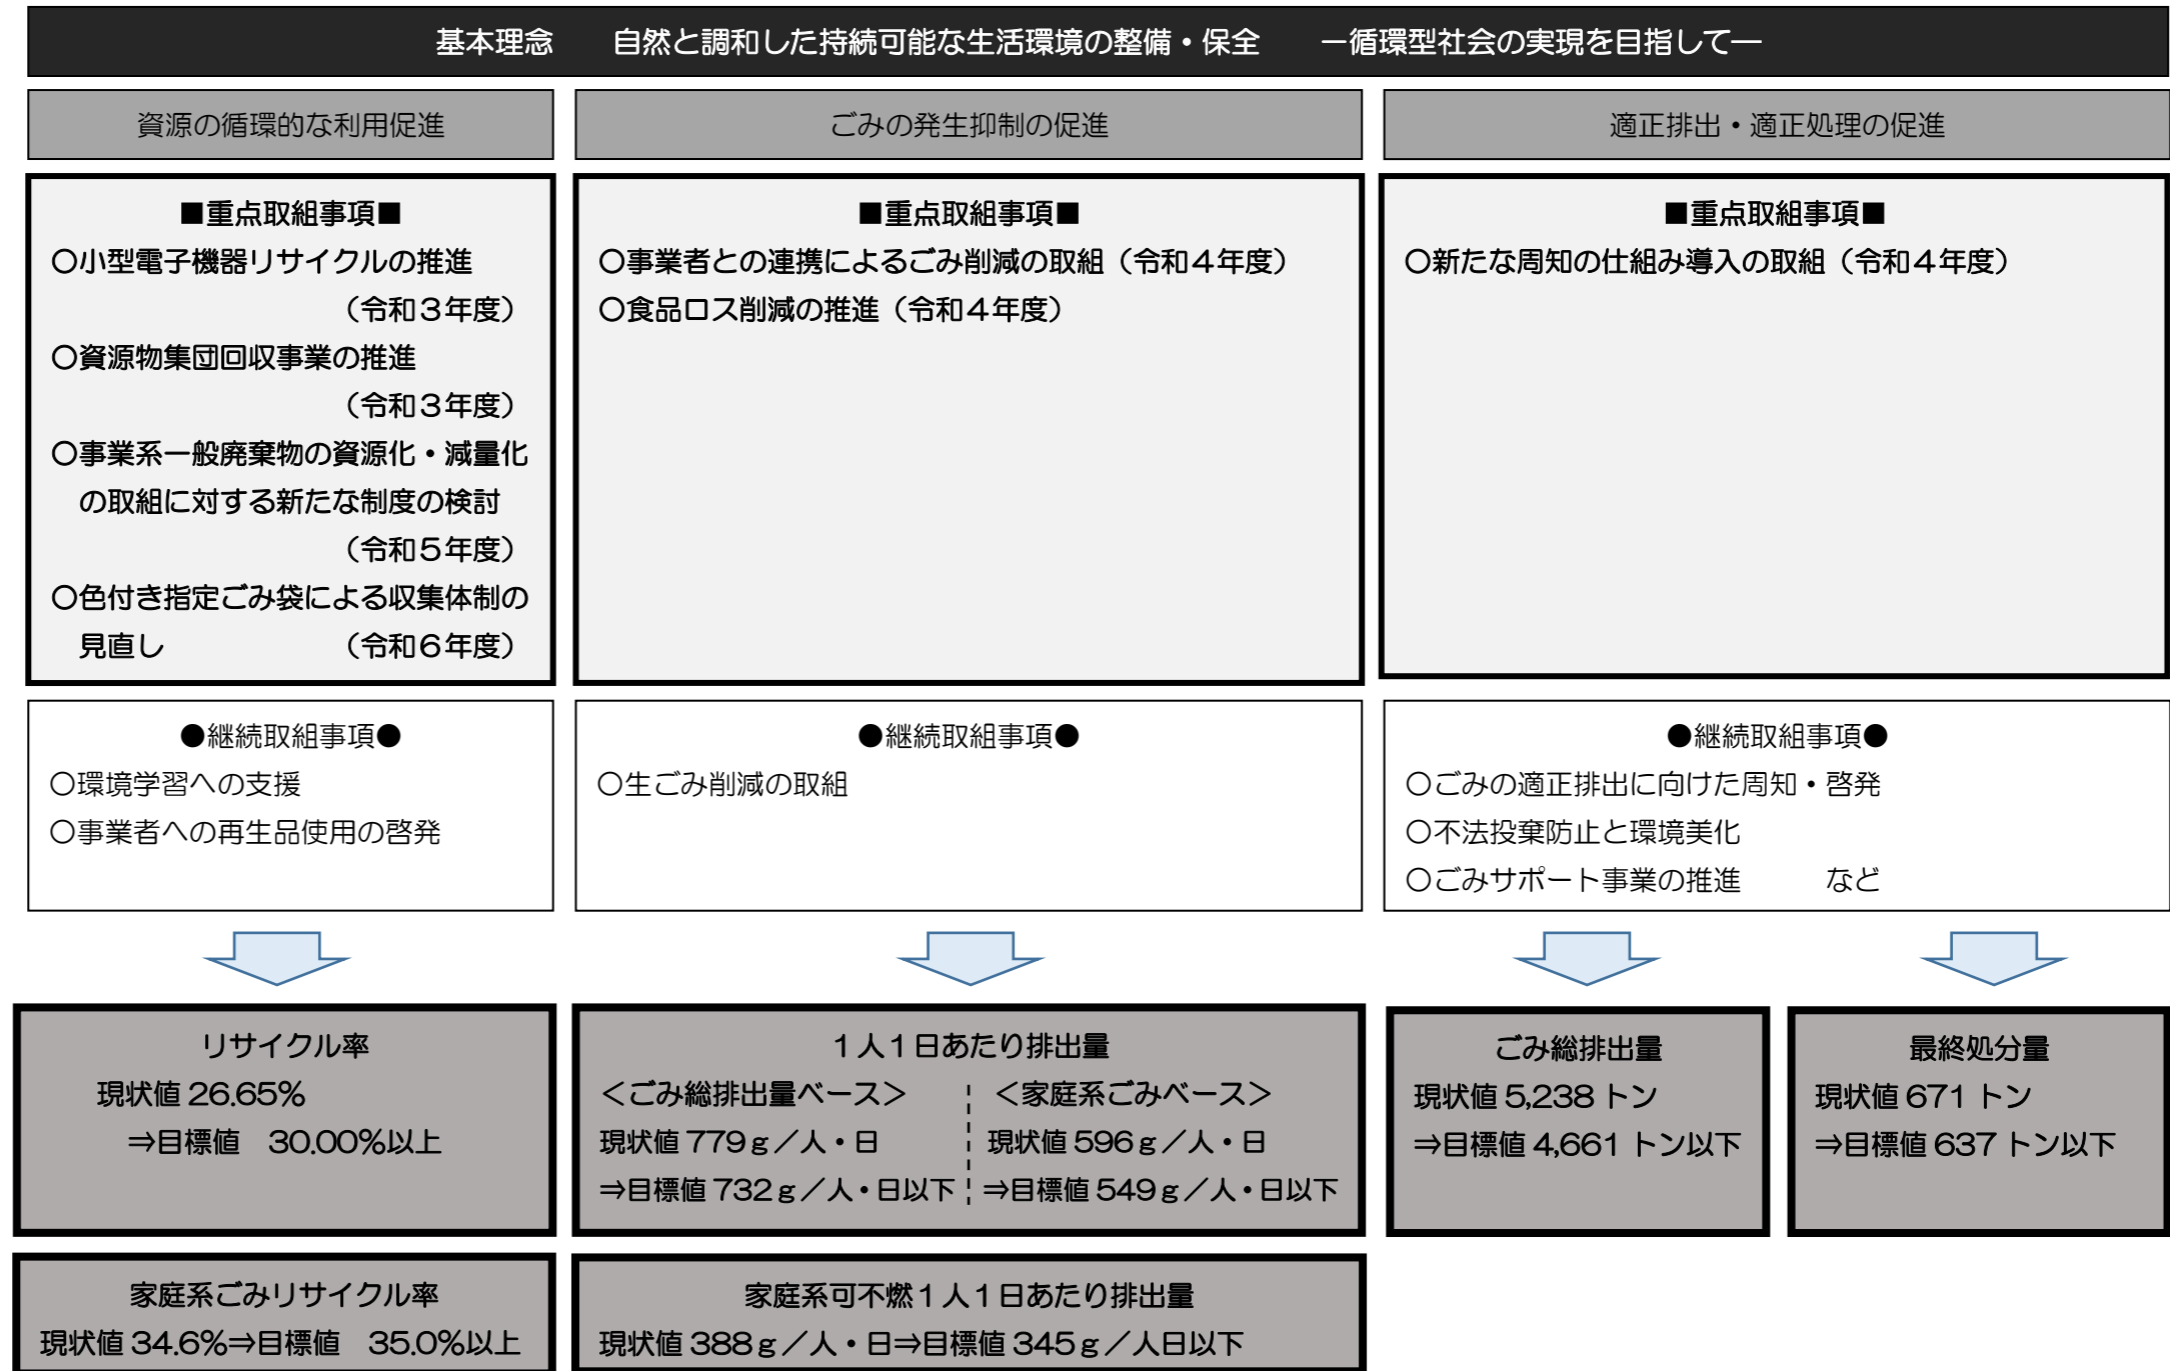 基本理念　　自然と調和した持続可能な生活環境の整備・保全　　－循環型社会の実現を目指して―
資源の循環的な利用促進
■重点取組事項■
〇小型電子機器リサイクルの推進
（令和３年度）
〇資源物集団回収事業の推進
（令和３年度）
〇事業系一般廃棄物の資源化・減量化
の取組に対する新たな制度の検討
（令和５年度）
〇色付き指定ごみ袋による収集体制の
見直し　　　　　　（令和６年度）
●継続取組事項●
〇環境学習への支援
〇事業者への再生品使用の啓発
リサイクル率
現状値 26.65%
⇒目標値　30.00%以上
家庭系ごみリサイクル率
現状値 34.6%⇒目標値　35.0%以上
ごみの発生抑制の促進
■重点取組事項■
〇事業者との連携によるごみ削減の取組（令和４年度）
〇食品ロス削減の推進（令和４年度）
●継続取組事項●
〇生ごみ削減の取組
１人１日あたり排出量
＜ごみ総排出量ベース＞
現状値 779ｇ／人・日
⇒目標値 732ｇ／人・日以下
＜家庭系ごみベース＞
現状値 596ｇ／人・日
⇒目標値 549ｇ／人・日以下
家庭系可不燃１人１日あたり排出量
現状値 388ｇ／人・日⇒目標値 345ｇ／人日以下
適正排出・適正処理の促進
■重点取組事項■
〇新たな周知の仕組み導入の取組（令和４年度）
●継続取組事項●
〇ごみの適正排出に向けた周知・啓発
〇不法投棄防止と環境美化
〇ごみサポート事業の推進　　　など
ごみ総排出量
現状値 5,238 トン
⇒目標値 4,661 トン以下
最終処分量
現状値 671 トン
⇒目標値 637 トン以下